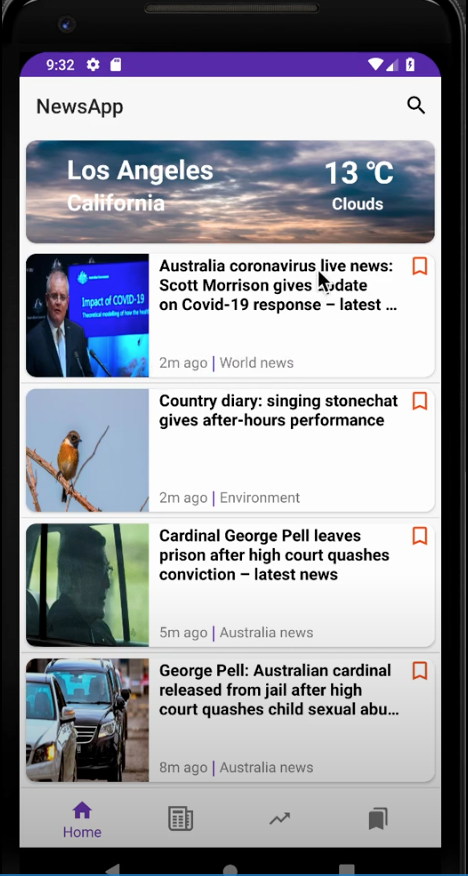 9:32
NewsApp
Los Angeles
13 °C
California
Clouds
Australia coronavirus live news:
Scott Morrison gives update
on Covid-19 response – latest ...
Impact of COVID-19
2m ago | World news
Country diary: singing stonechat
gives after-hours performance
2m ago | Environment
Cardinal George Pell leaves
prison after high court quashes
conviction – latest news
5m ago | Australia news
George Pell: Australian cardinal
released from jail after high
court quashes child sexual abu...
8m ago | Australia news
Home